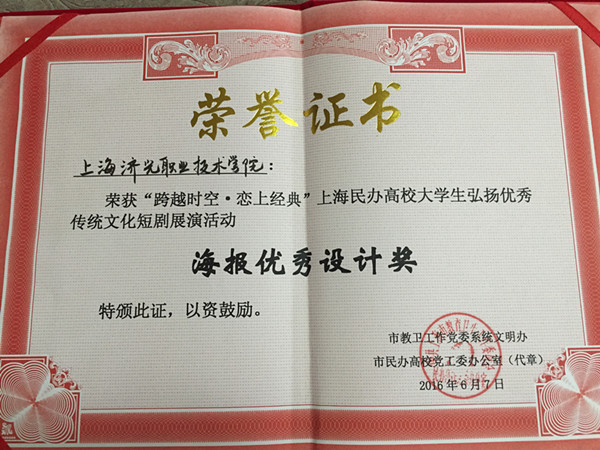 荣誉证书
上海济光职业技术学院：
荣获“跨越时空·恋上经典”上海民办高校大学生弘扬优秀
传统文化短剧展演活动
海报优秀设计奖
特颁此证，以资鼓励。
市教卫工作党委系统文明办
市民办高校党工委办公室（代章）
2016年6月7日